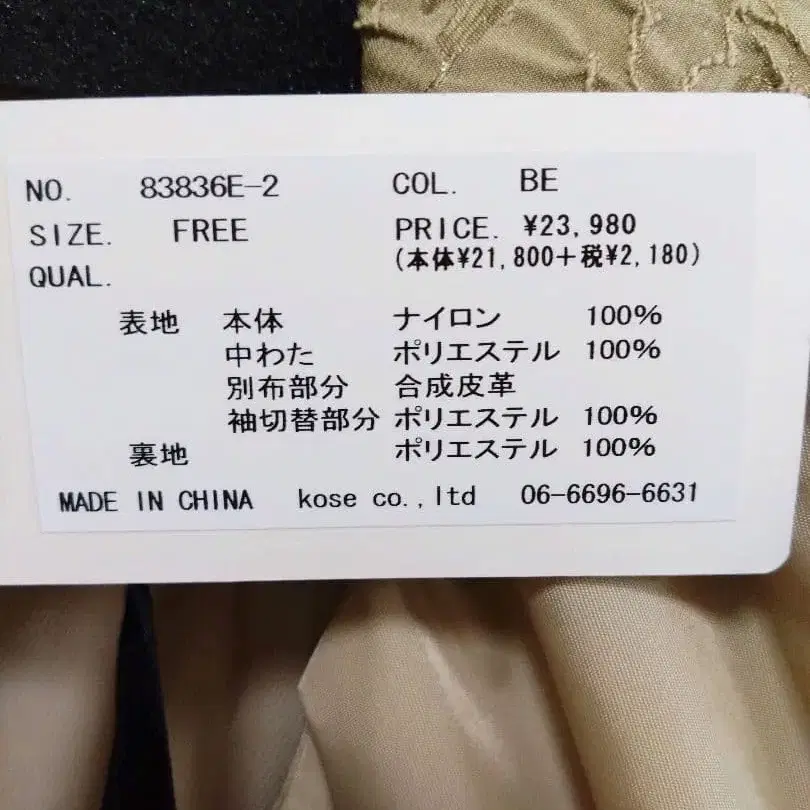 NO. 83836E-2 COL. BE
SIZE. FREE PRICE. ¥23,980
(本体¥21,800+税¥2,180)
QUAL.
表地 本体 ナイロン 100%
中わた ポリエステル 100%
別布部分 合成皮革
袖切替部分 ポリエステル 100%
裏地 ポリエステル 100%
MADE IN CHINA kose co.,ltd 06-6696-6631